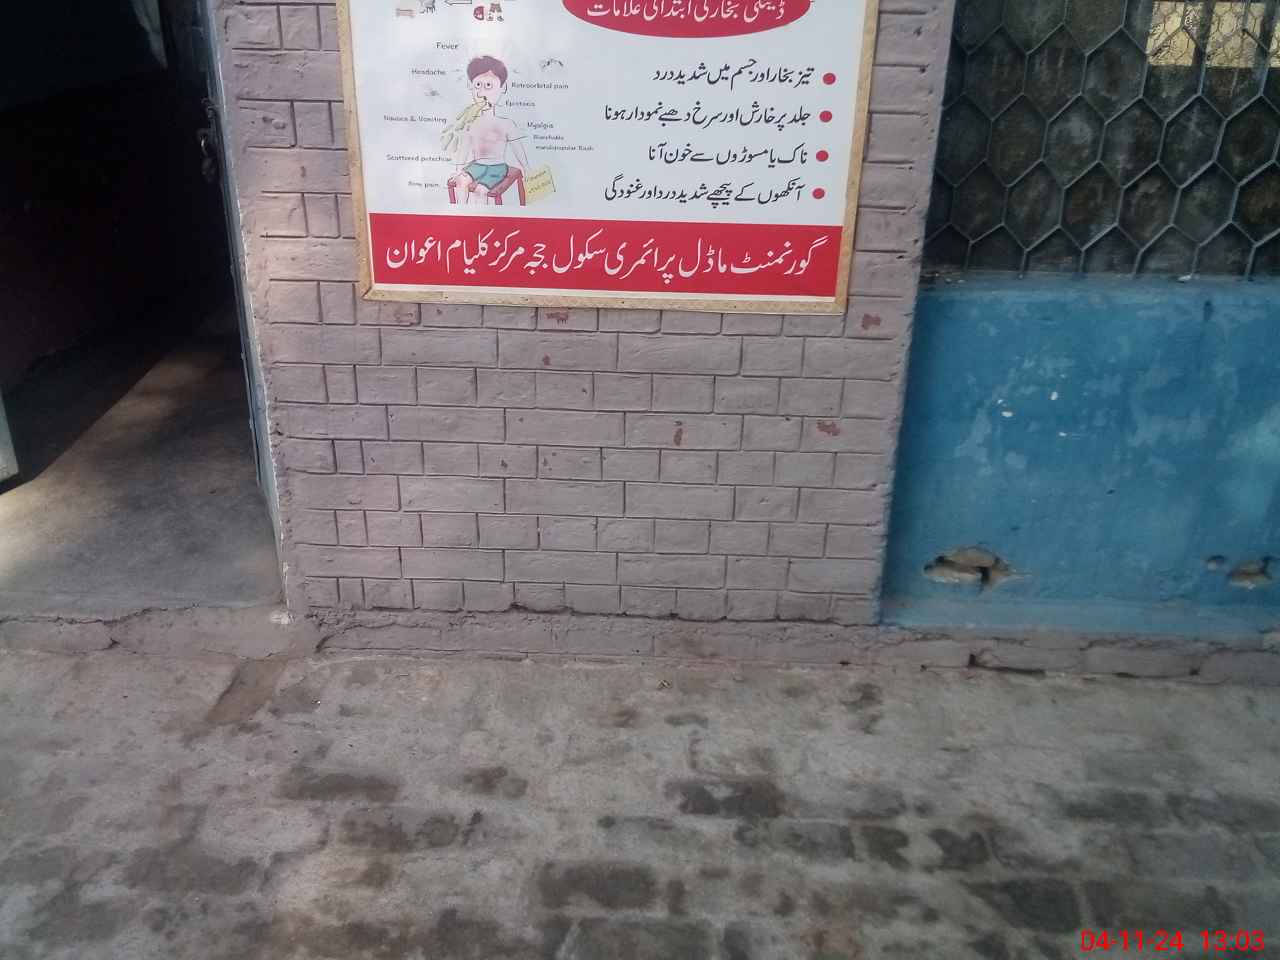 ڈینگی بخار کی ابتدائی علامات
Fever
Headache
Retroorbital pain
Epistaxis
Nausea & Vomiting
Myalgia
Blanchable
maculopapular Rash
Scattered petechiae
Bone pain
تیز بخار اور جسم میں شدید درد
جلد پر خارش اور سرخ دھبے نمودار ہونا
ناک یا مسوڑوں سے خون آنا
آنکھوں کے پیچھے شدید درد اور غنودگی
گورنمنٹ ماڈل پرائمری سکول ججہ مرکز کلیام اعوان
04-11-24 13:03